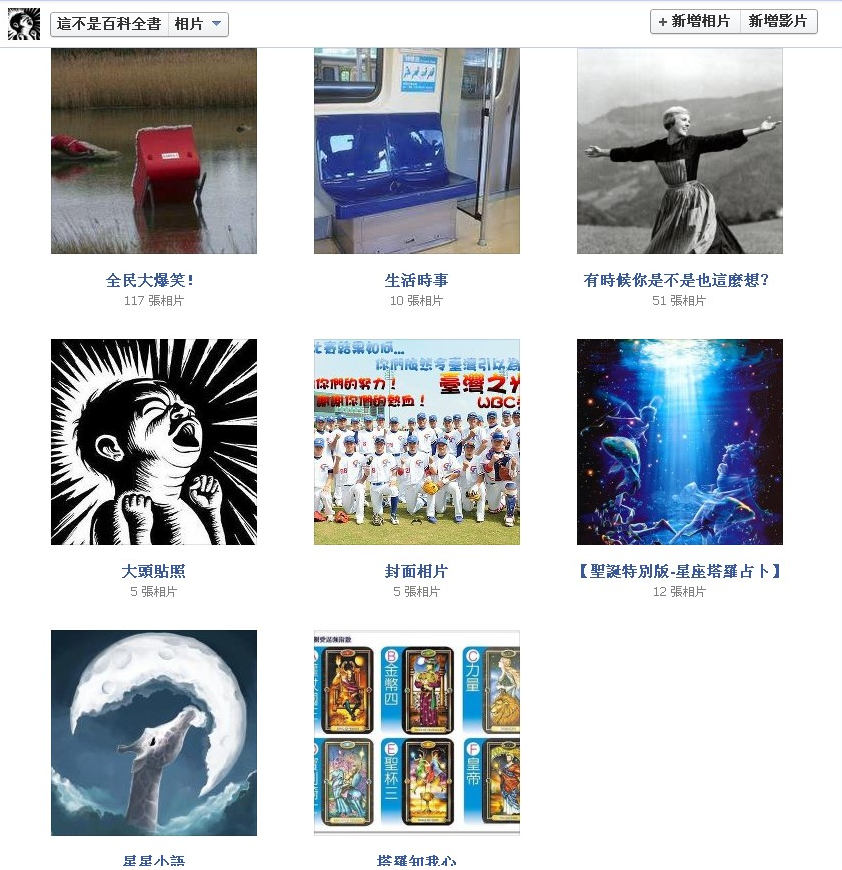 這不是百科全書 相片
+ 新增相片 新增影片
全民大爆笑！ 生活時事 有時候你是不是也這麼想？
117 張相片 10 張相片 51 張相片
比賽結果如何...
你們依然令臺灣引以為
你們的努力！ 臺灣之光
謝謝你們的熱血！ WBC
大頭貼照 封面相片 【聖誕特別版-星座塔羅占卜】
5 張相片 5 張相片 12 張相片
B 金幣四 C 力量
E 聖杯三 F 皇帝
星星小語 塔羅知我心